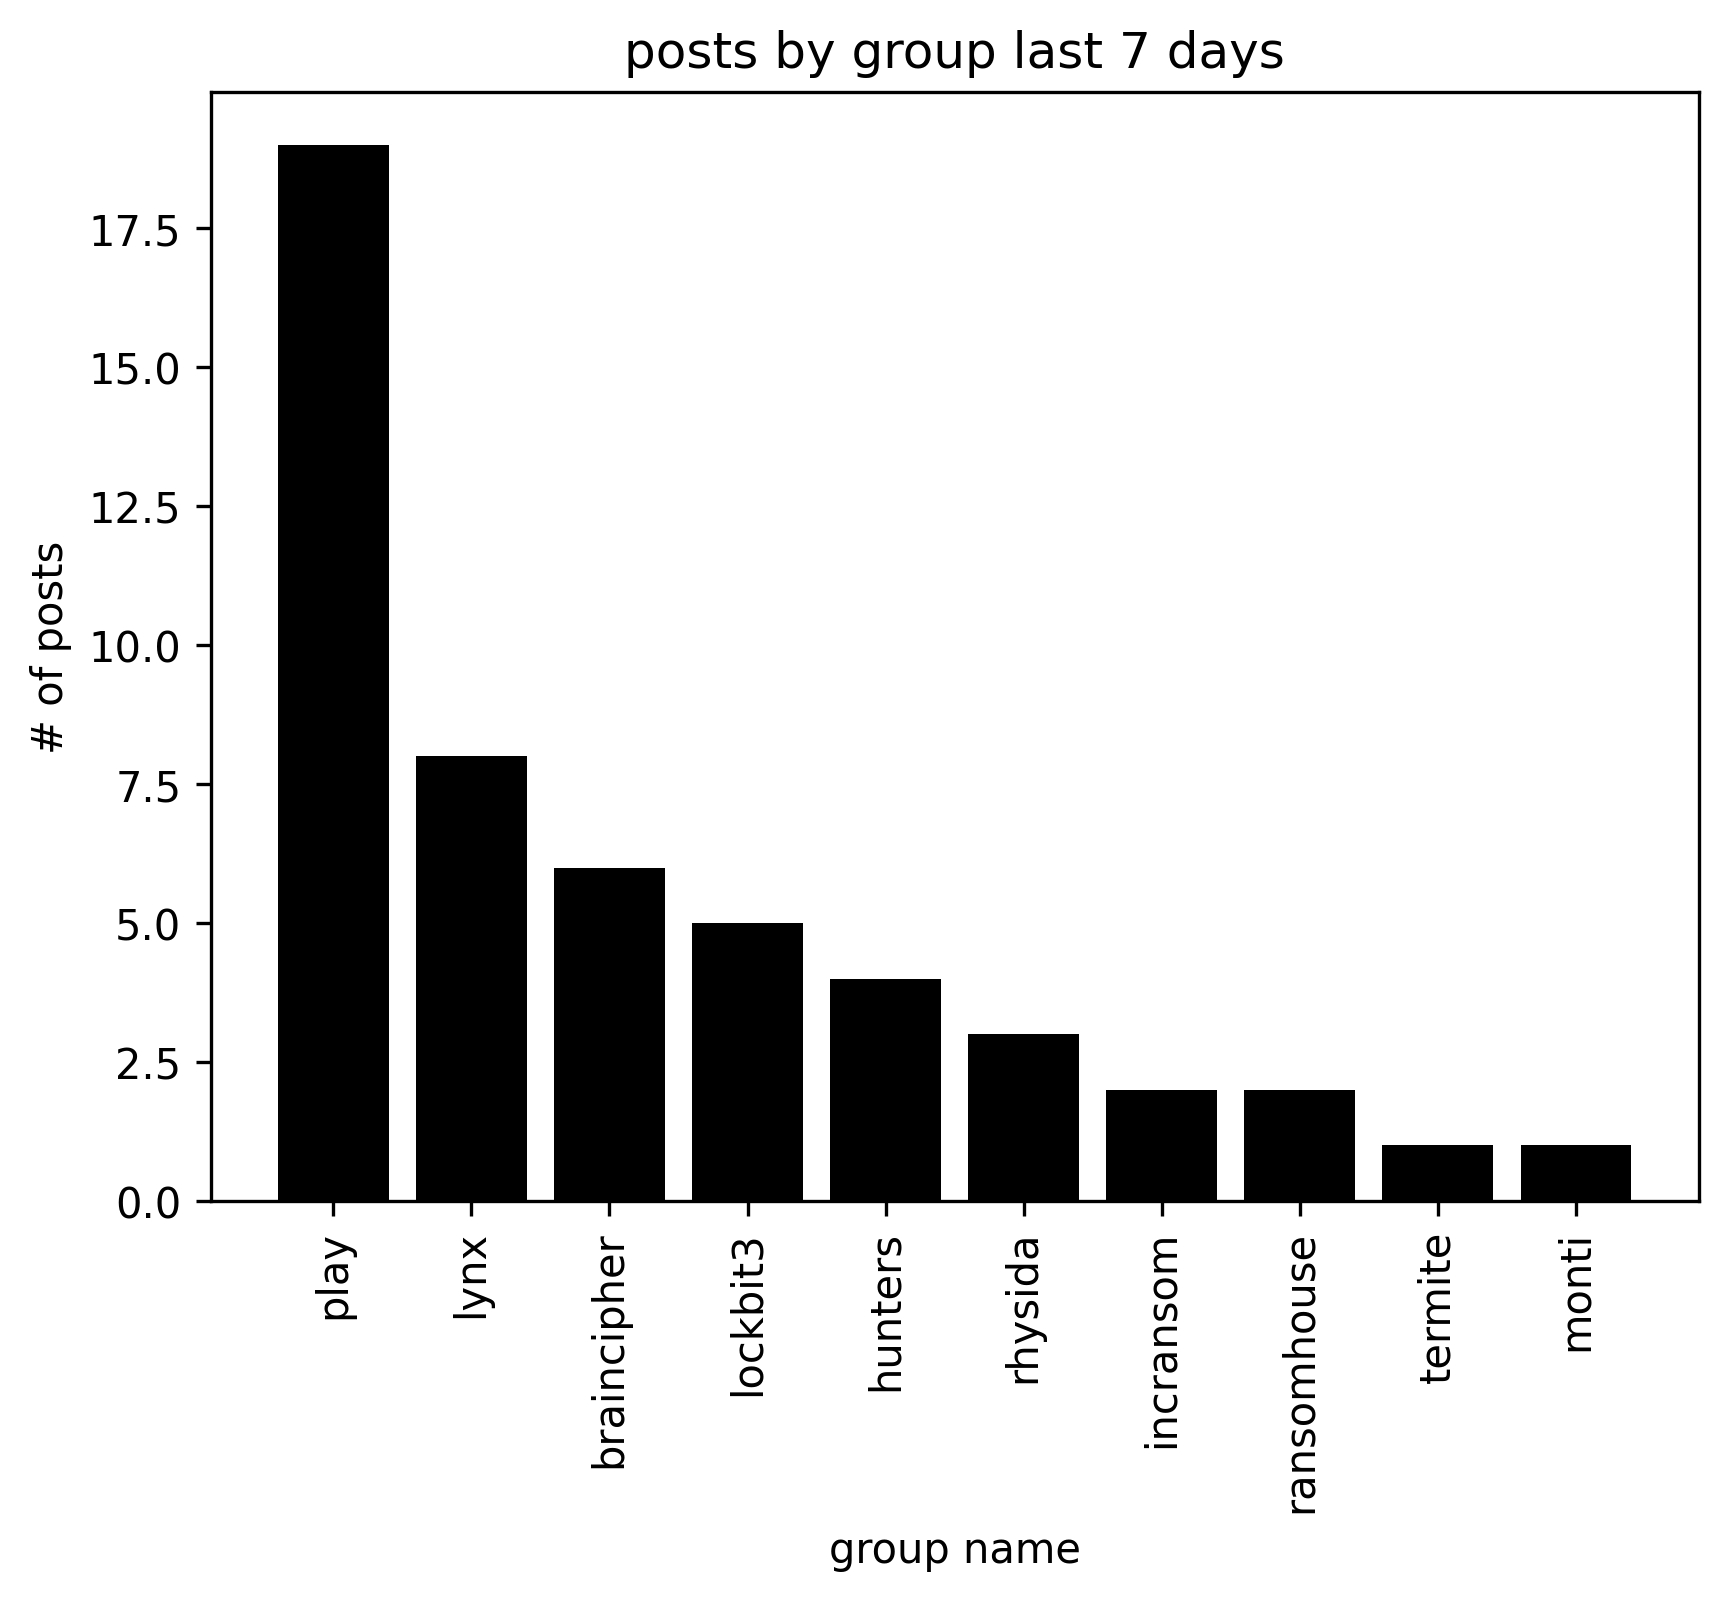 posts by group last 7 days
# of posts
17.5
15.0
12.5
10.0
7.5
5.0
2.5
0.0
play
lynx
braincipher
lockbit3
hunters
rhysida
incransom
ransomhouse
termite
monti
group name